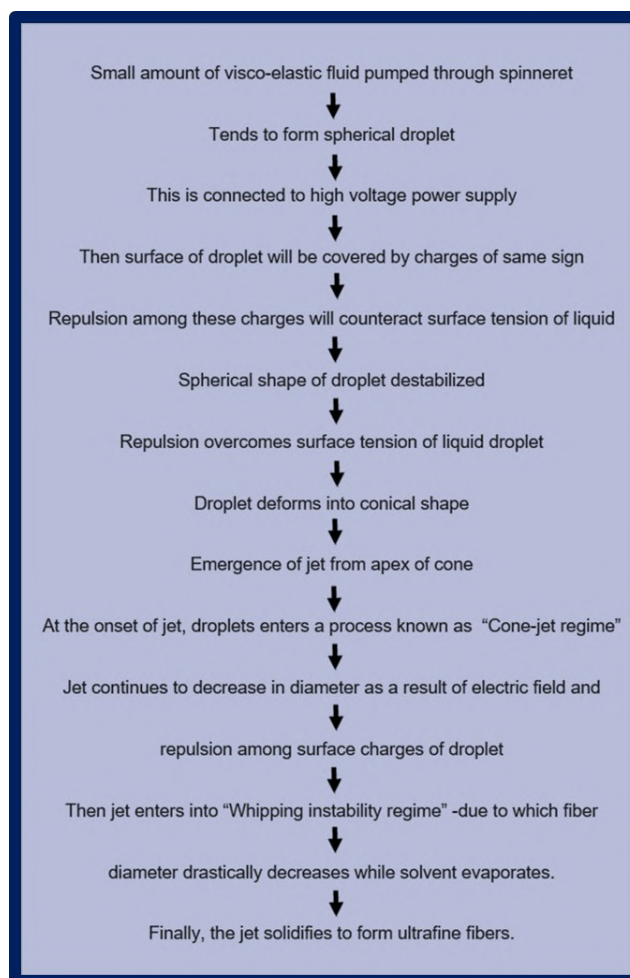 Small amount of visco-elastic fluid pumped through spinneret
Tends to form spherical droplet
This is connected to high voltage power supply
Then surface of droplet will be covered by charges of same sign
Repulsion among these charges will counteract surface tension of liquid
Spherical shape of droplet destabilized
Repulsion overcomes surface tension of liquid droplet
Droplet deforms into conical shape
Emergence of jet from apex of cone
At the onset of jet, droplets enters a process known as “Cone-jet regime”
Jet continues to decrease in diameter as a result of electric field and
repulsion among surface charges of droplet
Then jet enters into “Whipping instability regime” -due to which fiber
diameter drastically decreases while solvent evaporates.
Finally, the jet solidifies to form ultrafine fibers.